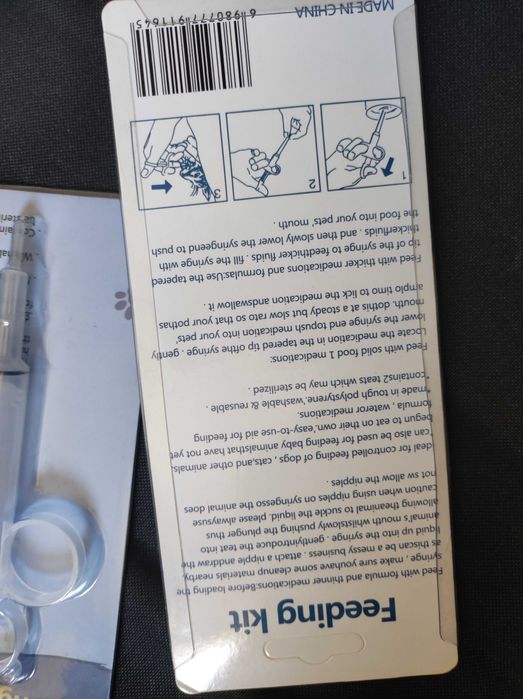 Feeding kit
Feed with formula and thinner medications:Before loading the
syringe , make sure youhave some cleanup materials nearby,
as thiscan be a messy business . attach a nipple anddraw the
up liquid into the syringe . gentlyIntroduce the teat into
animal's mouth whilstslowly pushing the plunger thus
allowing theanimal to suckle the liquid. please alwaysuse
caution when using nipples on syringesso the animal does
not sw allow the nipples .
deal for controlled feeding of dogs , cats,and other animals
"can also be used for feeding baby animalsthat have not yet
begun to eat on their own,'easy-to-use aid for feeding
formula , wateror medications.
"made in tough polystyrene,'washable & reusable .
"contains2 teats which may be sterilized .
Feed with solid food 1 medications:
Locate the medication in the tapered tip ofthe syringe . gently
lower the syringe end topush medication into your pets'
mouth. dothis at a steady but slow rate so that your pothas
amplo timo to lick the medication andswallow it .
Feed with thicker medications and formulas:Use the tapered
tip of the syringe to feedthicker fluids . fill the syringe with
thickerfluids . and then slowly lower the syringeend to push
the food into your pets' mouth .
1
2
3
MADE IN CHINA
6 980777 911645